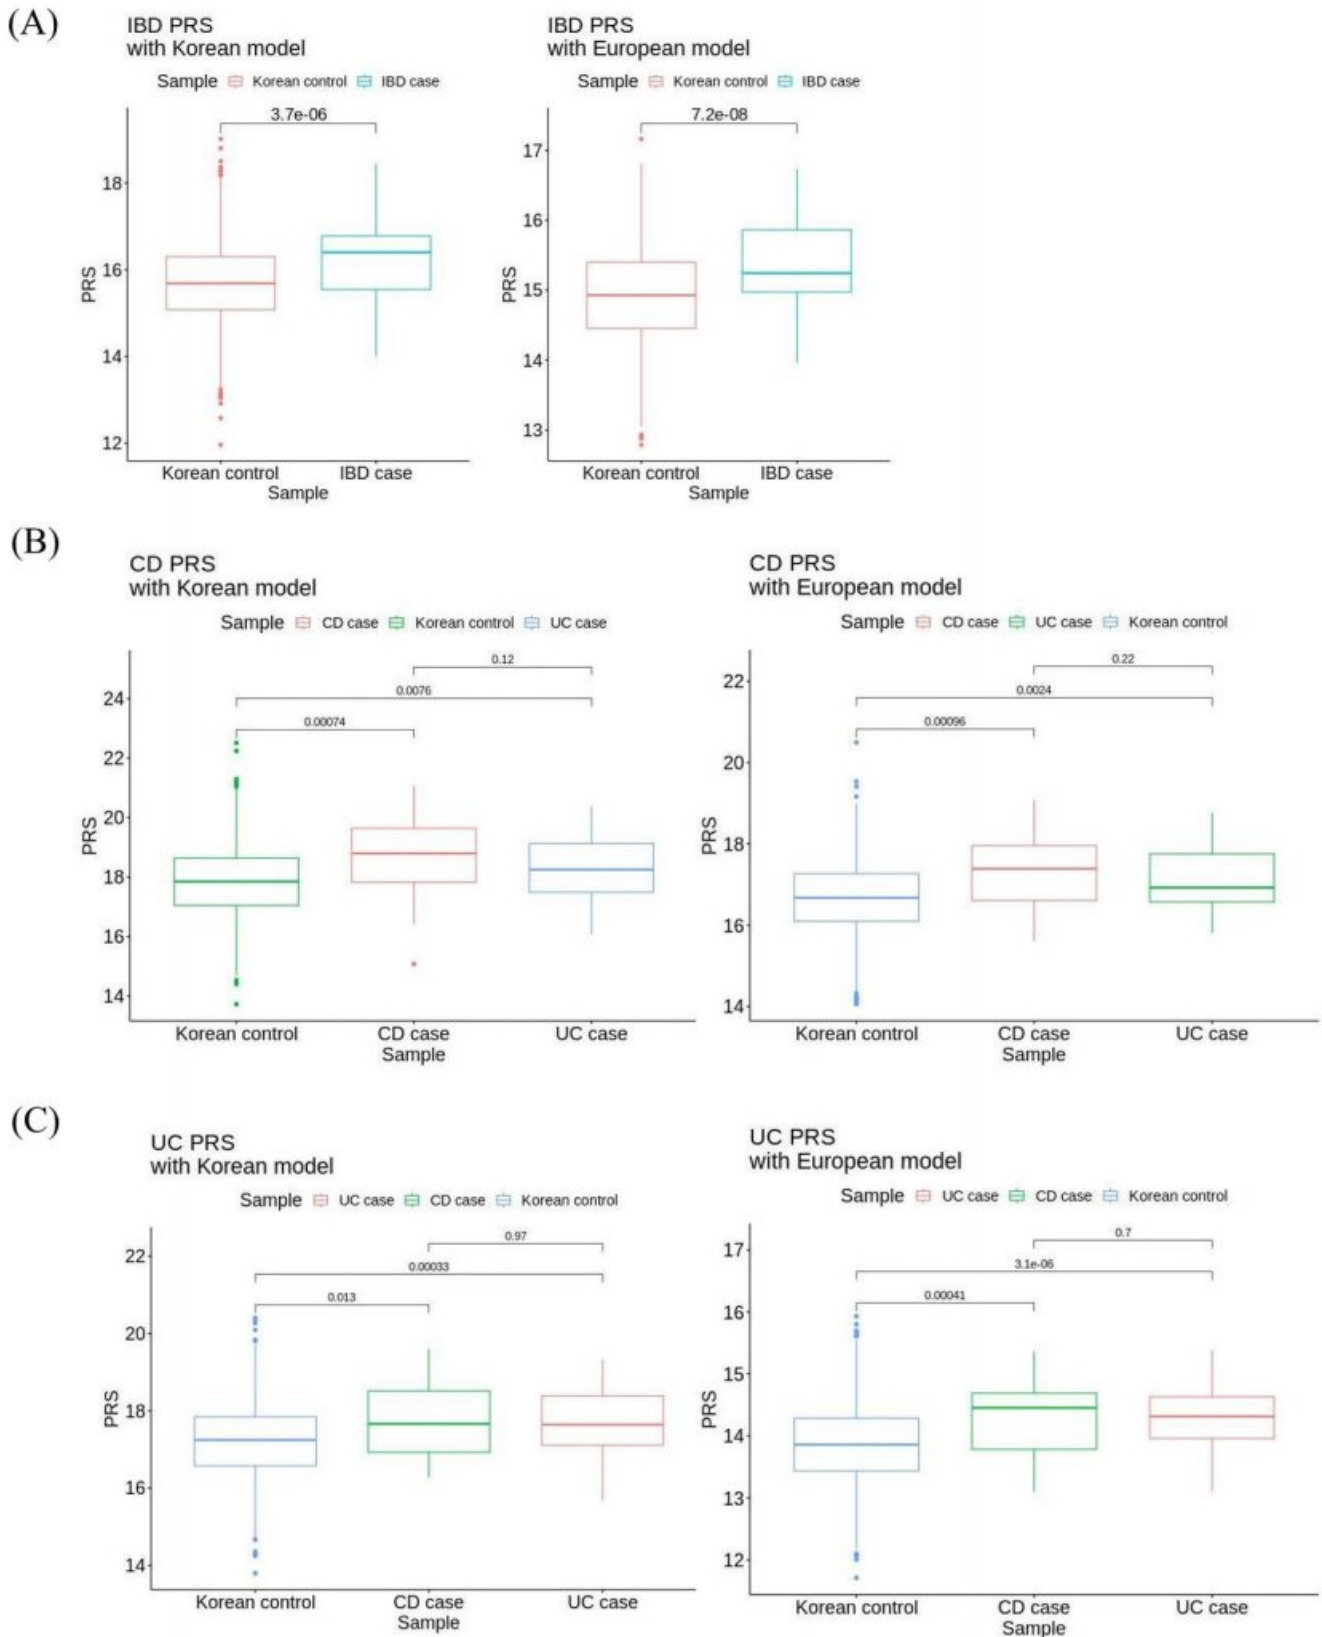 (A)
IBD PRS
with Korean model
Sample Korean control IBD case
3.7e-06
18
16
14
12
PRS
Korean control IBD case
Sample
IBD PRS
with European model
Sample Korean control IBD case
7.2e-08
17
16
15
14
13
PRS
Korean control IBD case
Sample
(B)
CD PRS
with Korean model
Sample CD case Korean control UC case
0.12
0.0076
0.00074
24
22
20
18
16
14
PRS
Korean control CD case UC case
Sample
CD PRS
with European model
Sample CD case UC case Korean control
0.22
0.0024
0.00096
22
20
18
16
14
PRS
Korean control CD case UC case
Sample
(C)
UC PRS
with Korean model
Sample UC case CD case Korean control
0.97
0.00033
0.013
22
20
18
16
14
PRS
Korean control CD case UC case
Sample
UC PRS
with European model
Sample UC case CD case Korean control
0.7
3.1e-06
0.00041
17
16
15
14
13
12
PRS
Korean control CD case UC case
Sample